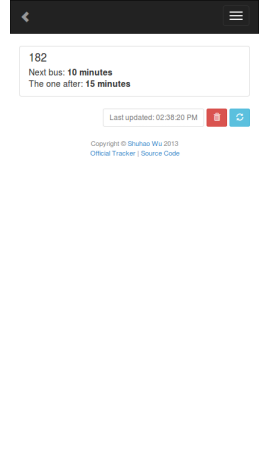 182
Next bus: 10 minutes
The one after: 15 minutes
Last updated: 02:38:20 PM
Copyright © Shuhao Wu 2013
Official Tracker | Source Code